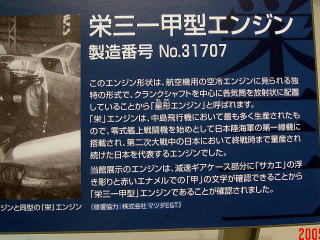 栄三一甲型エンジン
製造番号 No.31707
このエンジン形状は、航空機用の空冷エンジンに見られる独
特の形式で、クランクシャフトを中心に各気筒を放射状に配置
していることから「星形エンジン」と呼ばれます。
「栄」エンジンは、中島飛行機において最も多く生産されたも
ので、零式艦上戦闘機を始めとして日本陸海軍の第一線機に
搭載され、第二次大戦中の日本において終戦時まで量産され
続けた日本を代表するエンジンでした。
当館展示のエンジンは、減速ギアケース部分に「サカエ」の浮
き彫りと赤いエナメルでの「甲」の文字が確認できることから
「栄三一甲型」エンジンであることが確認されました。
ジンと同型の「栄」エンジン
(修復協力:株式会社 マツダE&T)